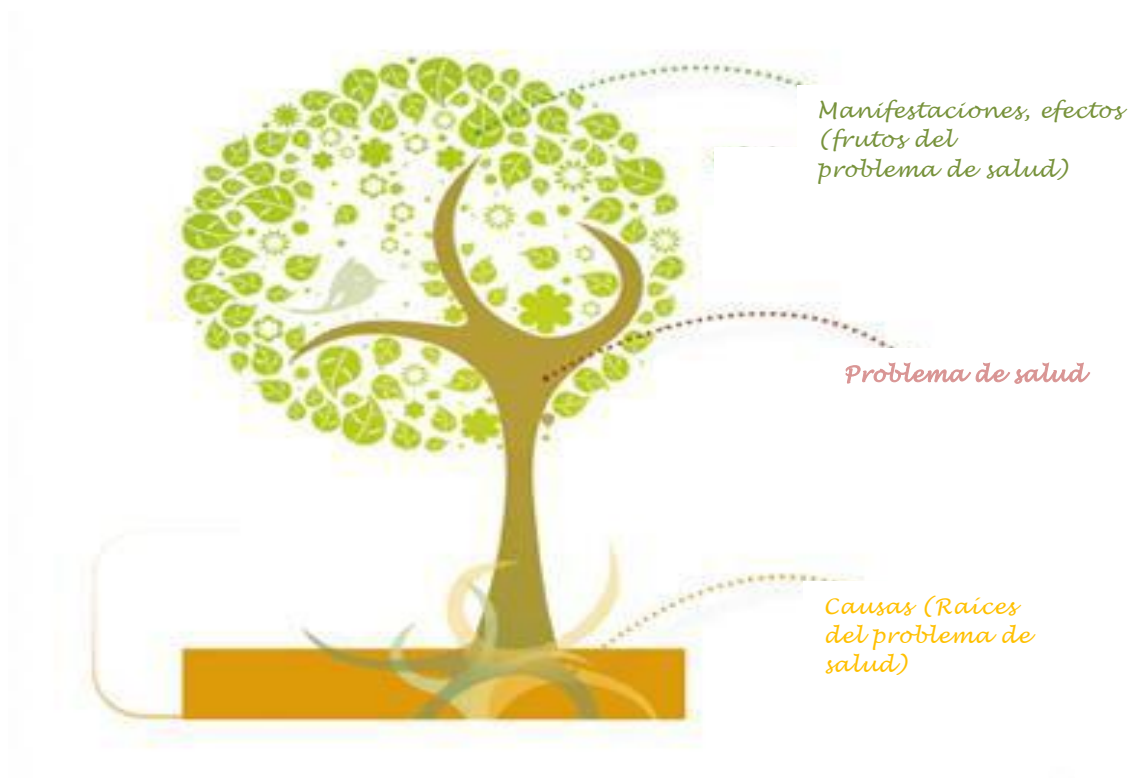 Manifestaciones, efectos
(frutos del
problema de salud)
Problema de salud
Causas (Raíces
del problema de
salud)